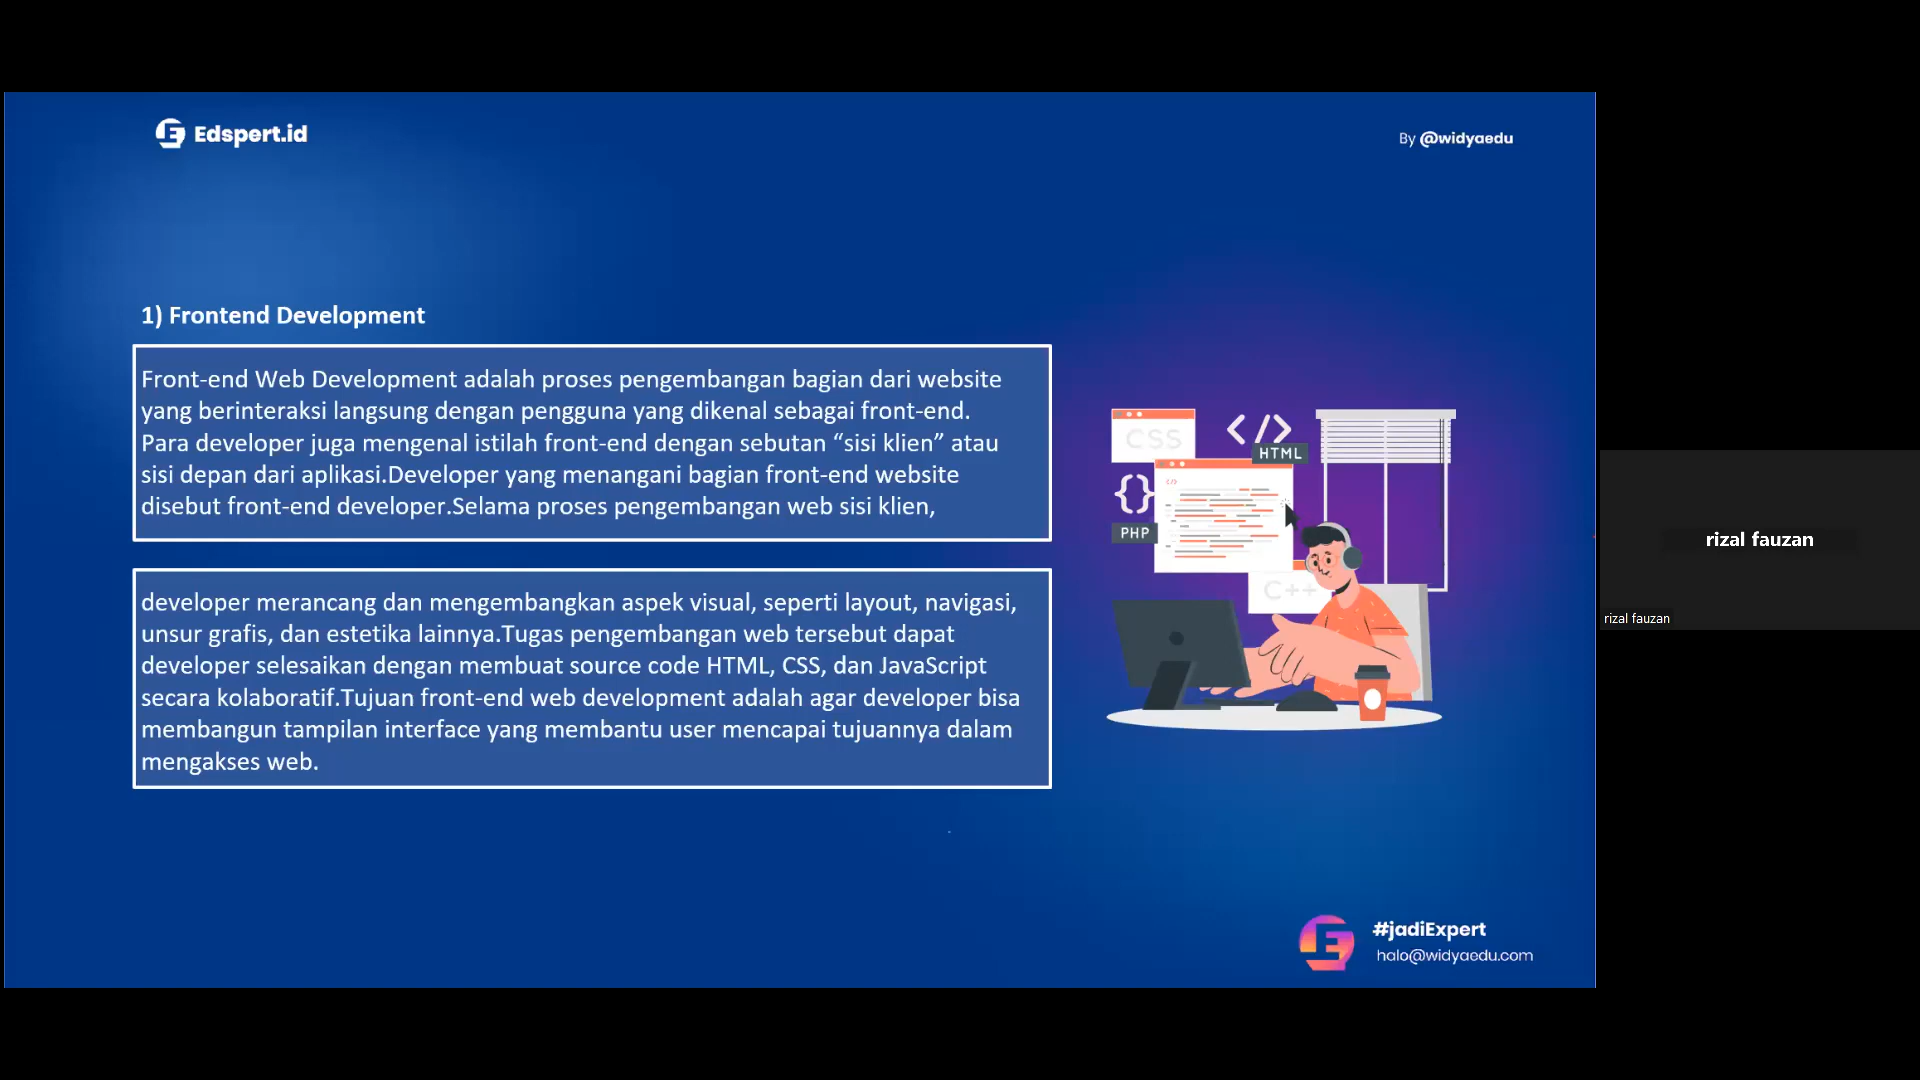 Edspert.id
By @widyaedu
1) Frontend Development
Front-end Web Development adalah proses pengembangan bagian dari website
yang berinteraksi langsung dengan pengguna yang dikenal sebagai front-end.
Para developer juga mengenal istilah front-end dengan sebutan “sisi klien” atau
sisi depan dari aplikasi.Developer yang menangani bagian front-end website
disebut front-end developer.Selama proses pengembangan web sisi klien,
developer merancang dan mengembangkan aspek visual, seperti layout, navigasi,
unsur grafis, dan estetika lainnya.Tugas pengembangan web tersebut dapat
developer selesaikan dengan membuat source code HTML, CSS, dan JavaScript
secara kolaboratif.Tujuan front-end web development adalah agar developer bisa
membangun tampilan interface yang membantu user mencapai tujuannya dalam
mengakses web.
CSS
</>
HTML
</>
{}
PHP
C++
#jadiExpert
halo@widyaedu.com
rizal fauzan
rizal fauzan